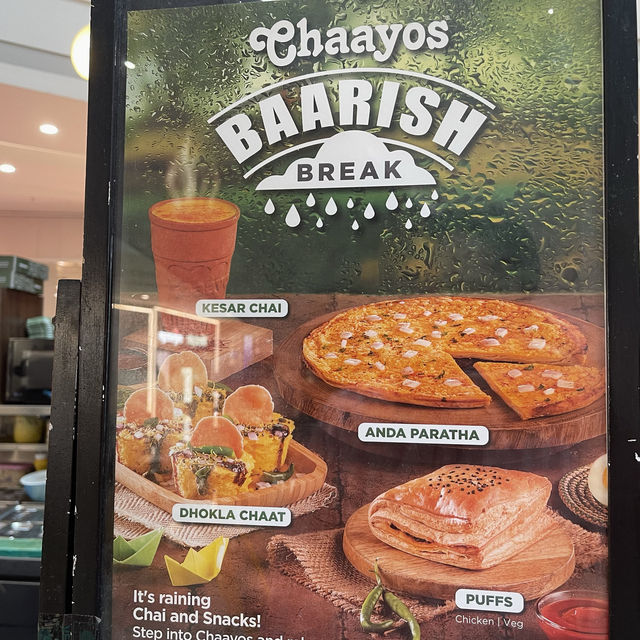 Chaayos
BAARISH
BREAK
KESAR CHAI
ANDA PARATHA
DHOKLA CHAAT
PUFFS
Chicken | Veg
It's raining
Chai and Snacks!
Step into Chaayos and